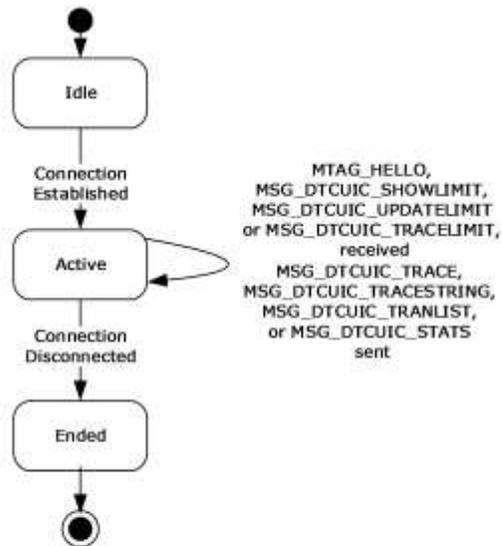 Idle
Connection
Established
MTAG_HELLO,
MSG_DTCUIC_SHOWLIMIT,
MSG_DTCUIC_UPDATELIMIT
or MSG_DTCUIC_TRACELIMIT,
received
MSG_DTCUIC_TRACE,
MSG_DTCUIC_TRACESTRING,
MSG_DTCUIC_TRANLIST,
or MSG_DTCUIC_STATS
sent
Active
Connection
Disconnected
Ended